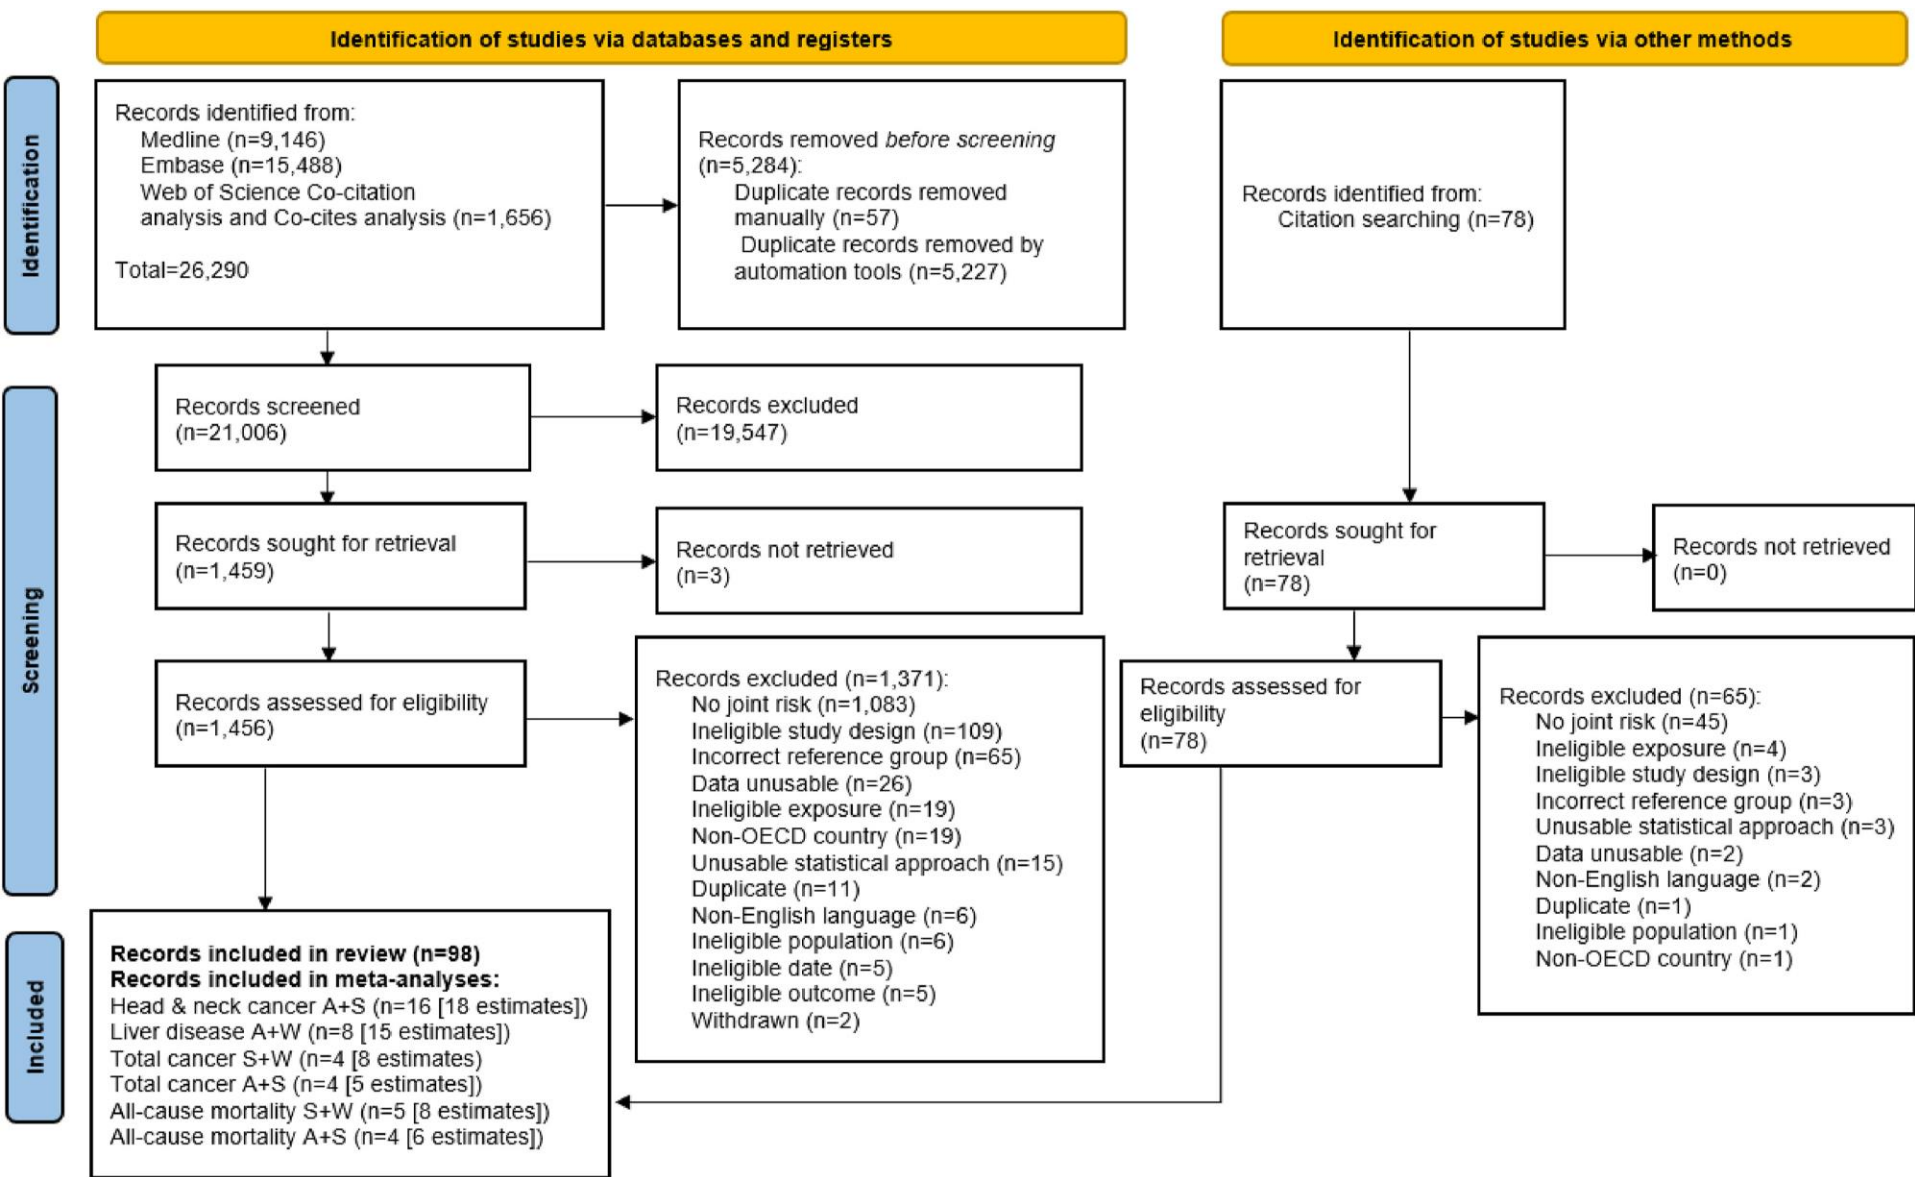 Identification of studies via databases and registers
Identification of studies via other methods
Identification
Records identified from:
Medline (n=9,146)
Embase (n=15,488)
Web of Science Co-citation
analysis and Co-cites analysis (n=1,656)
Total=26,290
Records removed before screening
(n=5,284):
Duplicate records removed
manually (n=57)
Duplicate records removed by
automation tools (n=5,227)
Records identified from:
Citation searching (n=78)
Screening
Records screened
(n=21,006)
Records excluded
(n=19,547)
Records sought for retrieval
(n=1,459)
Records not retrieved
(n=3)
Records sought for
retrieval
(n=78)
Records not retrieved
(n=0)
Records assessed for eligibility
(n=1,456)
Records excluded (n=1,371):
No joint risk (n=1,083)
Ineligible study design (n=109)
Incorrect reference group (n=65)
Data unusable (n=26)
Ineligible exposure (n=19)
Non-OECD country (n=19)
Unusable statistical approach (n=15)
Duplicate (n=11)
Non-English language (n=6)
Ineligible population (n=6)
Ineligible date (n=5)
Ineligible outcome (n=5)
Withdrawn (n=2)
Records assessed for
eligibility
(n=78)
Records excluded (n=65):
No joint risk (n=45)
Ineligible exposure (n=4)
Ineligible study design (n=3)
Incorrect reference group (n=3)
Unusable statistical approach (n=3)
Data unusable (n=2)
Non-English language (n=2)
Duplicate (n=1)
Ineligible population (n=1)
Non-OECD country (n=1)
Included
Records included in review (n=98)
Records included in meta-analyses:
Head & neck cancer A+S (n=16 [18 estimates])
Liver disease A+W (n=8 [15 estimates])
Total cancer S+W (n=4 [8 estimates)
Total cancer A+S (n=4 [5 estimates])
All-cause mortality S+W (n=5 [8 estimates])
All-cause mortality A+S (n=4 [6 estimates])